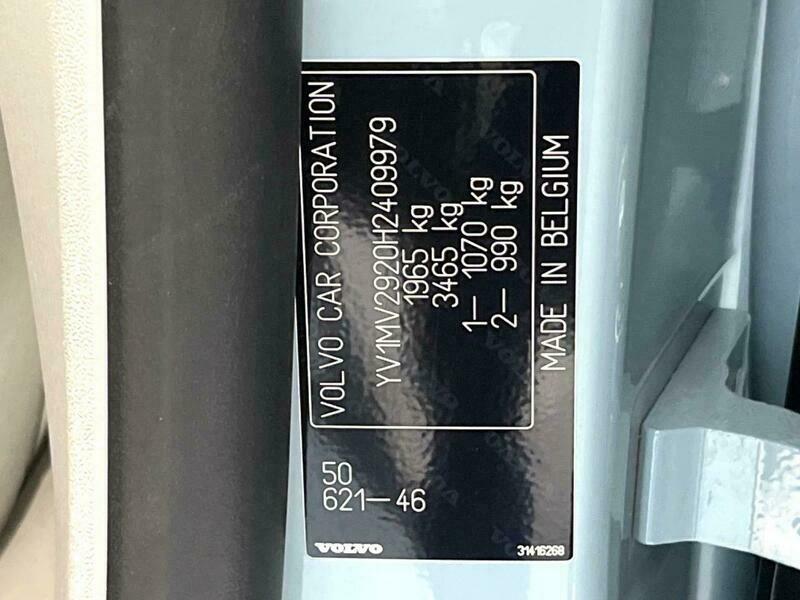 VOLVO CAR CORPORATION
YV1MV2920H2409979
1965 kg
3465 kg
1— 1070 kg
2— 990 kg
MADE IN BELGIUM
50
621—46
VOLVO
31416268